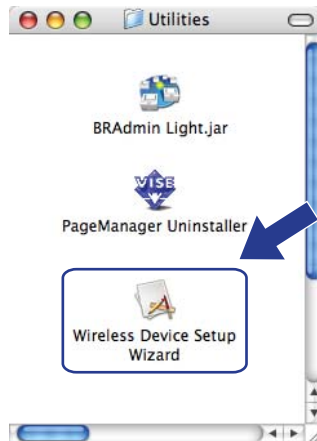 Utilities
BRAdmin Light.jar
VISE
PageManager Uninstaller
Wireless Device Setup
Wizard